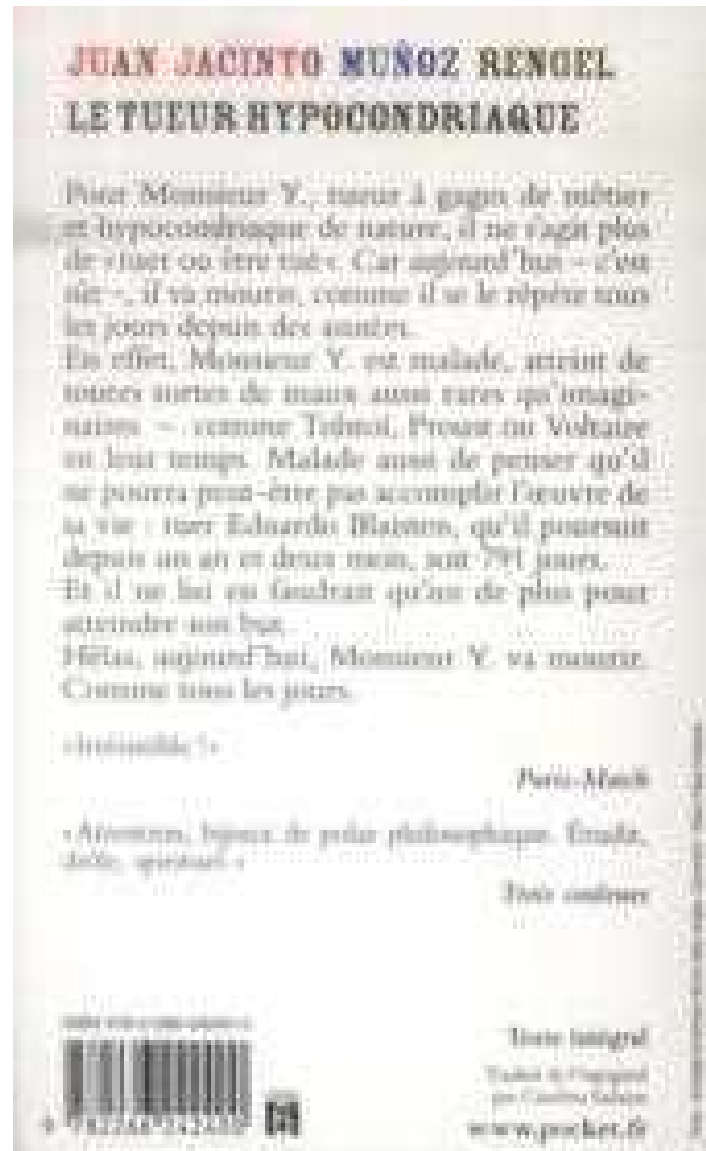 JUAN JACINTO MUÑOZ RENGEL
LE TUEUR HYPOCONDRIAQUE
Pour Monsieur Y., tueur à gages de métier
et hypocondriaque de nature, il ne s'agit plus
de «tuer ou être tué». Car aujourd'hui – c'est
sûr –, il va mourir, comme il se le répète tous
les jours depuis des années.
En effet, Monsieur Y. est malade, atteint de
toutes sortes de maux aussi rares qu'imagi-
naires – comme Tolstoï, Proust ou Voltaire
en leur temps. Malade aussi de penser qu'il
ne pourra peut-être pas accomplir l'œuvre de
sa vie : tuer Eduardo Blaisten, qu'il poursuit
depuis un an et deux mois, soit 791 jours.
Et il ne lui en faudrait qu'un de plus pour
atteindre son but.
Hélas, aujourd'hui, Monsieur Y. va mourir.
Comme tous les jours.
«Irrésistible !»
Paris-Match
bijoux de polar philosophique. Érudit,
drôle, spirituel.»
Trois couleurs
Texte intégral
Traduit de l'espagnol
par
www.pocket.fr